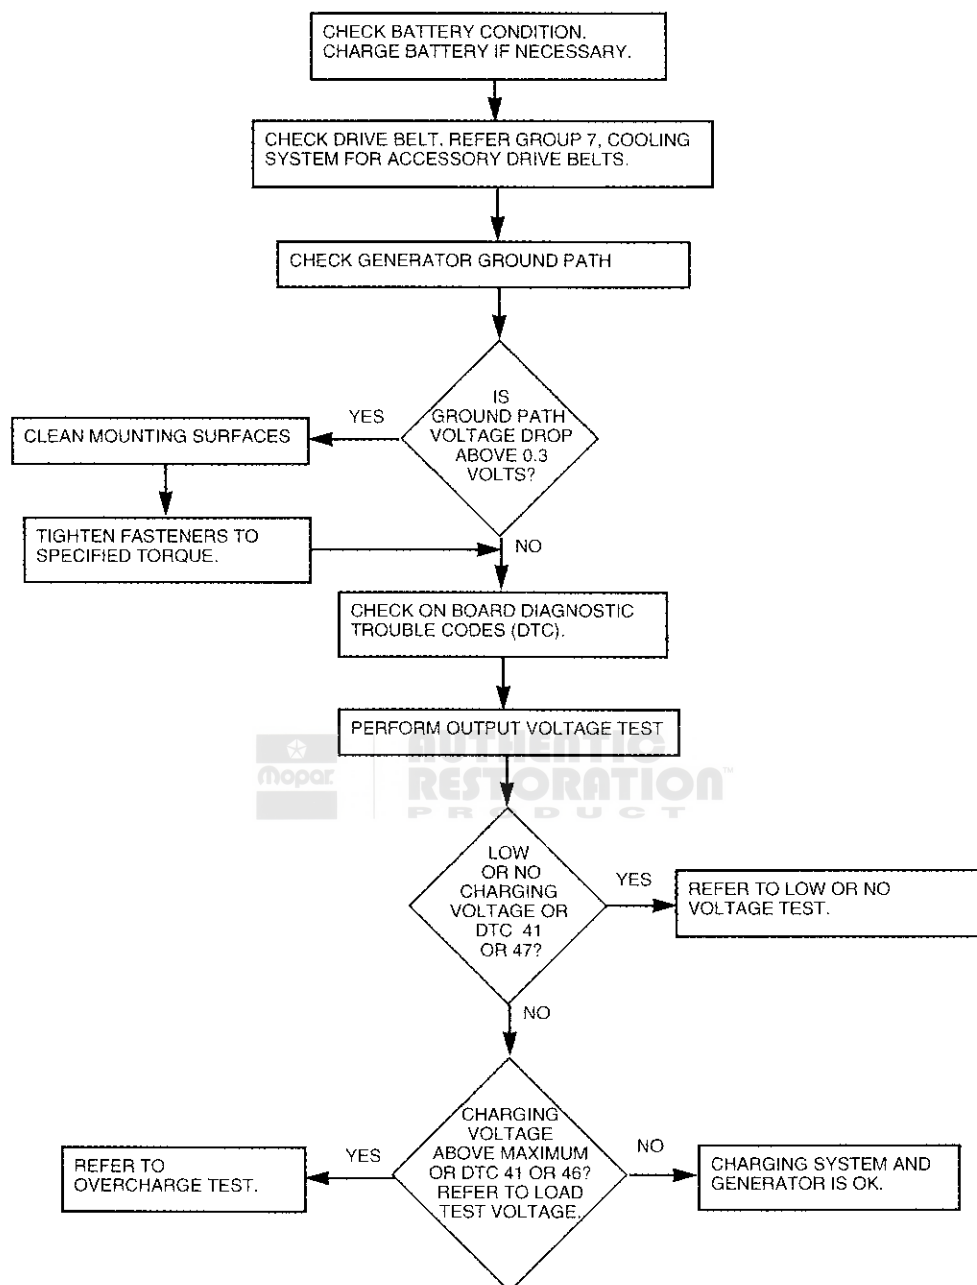 CHECK BATTERY CONDITION.
CHARGE BATTERY IF NECESSARY.
CHECK DRIVE BELT. REFER GROUP 7, COOLING
SYSTEM FOR ACCESSORY DRIVE BELTS.
CHECK GENERATOR GROUND PATH
IS
GROUND PATH
VOLTAGE DROP
ABOVE 0.3
VOLTS?
YES
CLEAN MOUNTING SURFACES
TIGHTEN FASTENERS TO
SPECIFIED TORQUE.
NO
CHECK ON BOARD DIAGNOSTIC
TROUBLE CODES (DTC).
PERFORM OUTPUT VOLTAGE TEST
Mopar
AUTHENTIC
RESTORATION™
PRODUCT
LOW
OR NO
CHARGING
VOLTAGE OR
DTC 41
OR 47?
YES
REFER TO LOW OR NO
VOLTAGE TEST.
NO
CHARGING
VOLTAGE
ABOVE MAXIMUM
OR DTC 41 OR 46?
REFER TO LOAD
TEST VOLTAGE.
YES
REFER TO
OVERCHARGE TEST.
NO
CHARGING SYSTEM AND
GENERATOR IS OK.